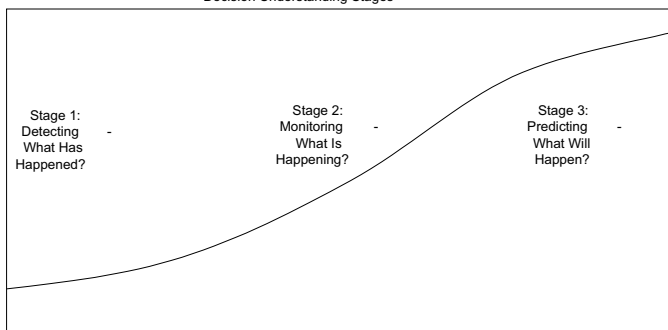 Decision Understanding Stages
Stage 1:
Detecting -
What Has
Happened?
Stage 2:
Monitoring -
What Is
Happening?
Stage 3:
Predicting -
What Will
Happen?